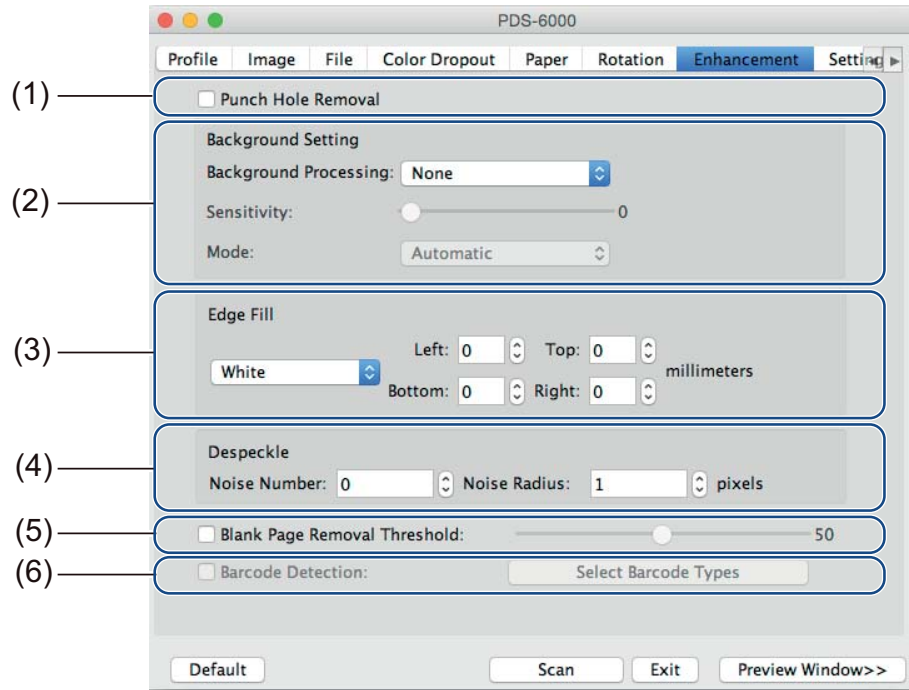 PDS-6000
Profile Image File Color Dropout Paper Rotation Enhancement Setting
(1) Punch Hole Removal
Background Setting
Background Processing: None
(2) Sensitivity: 0
Mode: Automatic
Edge Fill
Left: 0 Top: 0
(3) White millimeters
Bottom: 0 Right: 0
Despeckle
(4) Noise Number: 0 Noise Radius: 1 pixels
(5) Blank Page Removal Threshold: 50
(6) Barcode Detection: Select Barcode Types
Default Scan Exit Preview Window>>